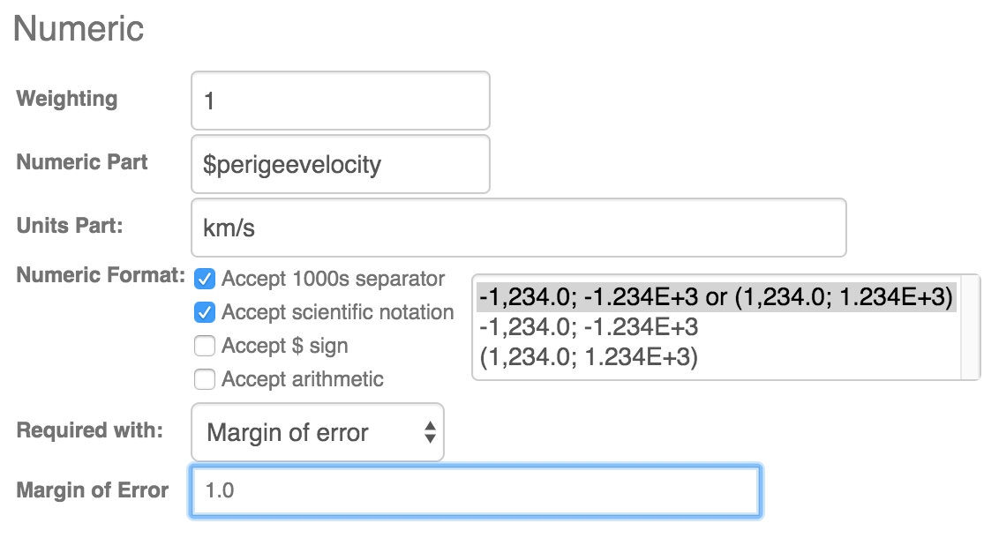 Numeric
Weighting 1
Numeric Part $perigeevelocity
Units Part: km/s
Numeric Format: Accept 1000s separator
Accept scientific notation
Accept $ sign
Accept arithmetic
-1,234.0; -1.234E+3 or (1,234.0; 1.234E+3)
-1,234.0; -1.234E+3
(1,234.0; 1.234E+3)
Required with: Margin of error
Margin of Error 1.0